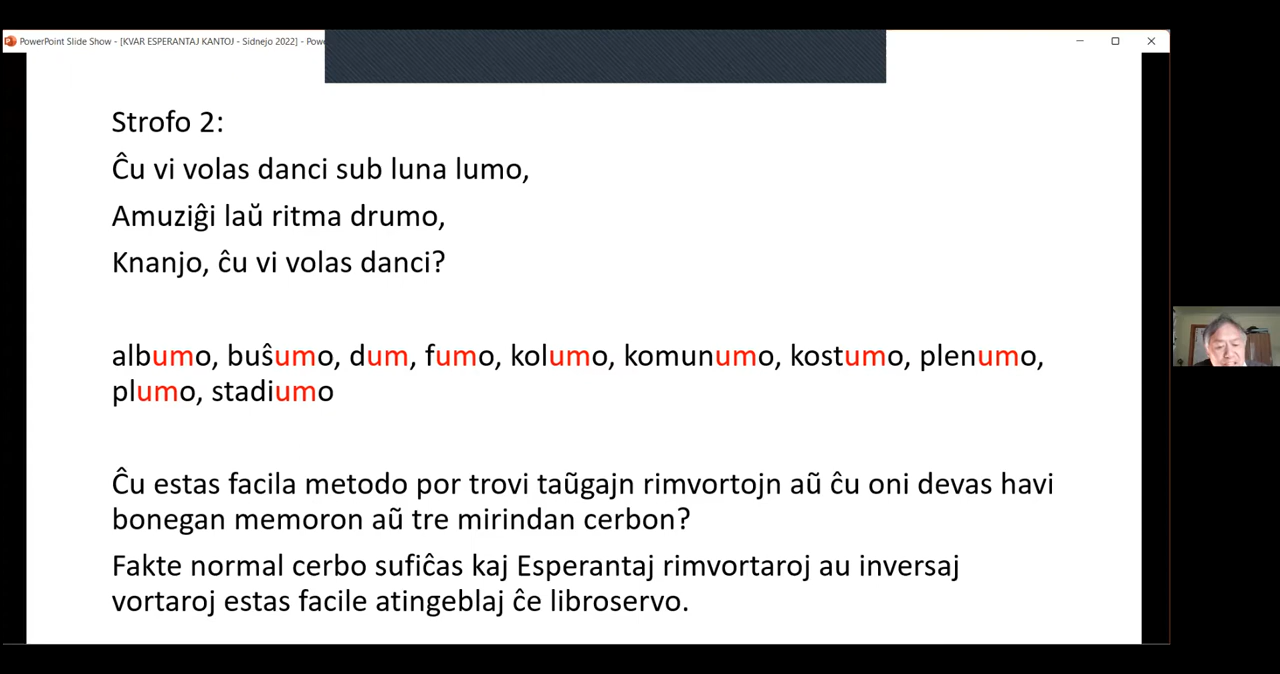 PowerPoint Slide Show - [KVAR ESPERANTAJ KANTOJ - Sidnejo 2022] - Powe
Strofo 2:
Ĉu vi volas danci sub luna lumo,
Amuziĝi laŭ ritma drumo,
Knanjo, ĉu vi volas danci?
albumo, buŝumo, dum, fumo, kolumo, komunumo, kostumo, plenumo,
plumo, stadiumo
Ĉu estas facila metodo por trovi taŭgajn rimvortojn aŭ ĉu oni devas havi
bonegan memoron aŭ tre mirindan cerbon?
Fakte normal cerbo sufiĉas kaj Esperantaj rimvortaroj au inversaj
vortaroj estas facile atingeblaj ĉe libroservo.